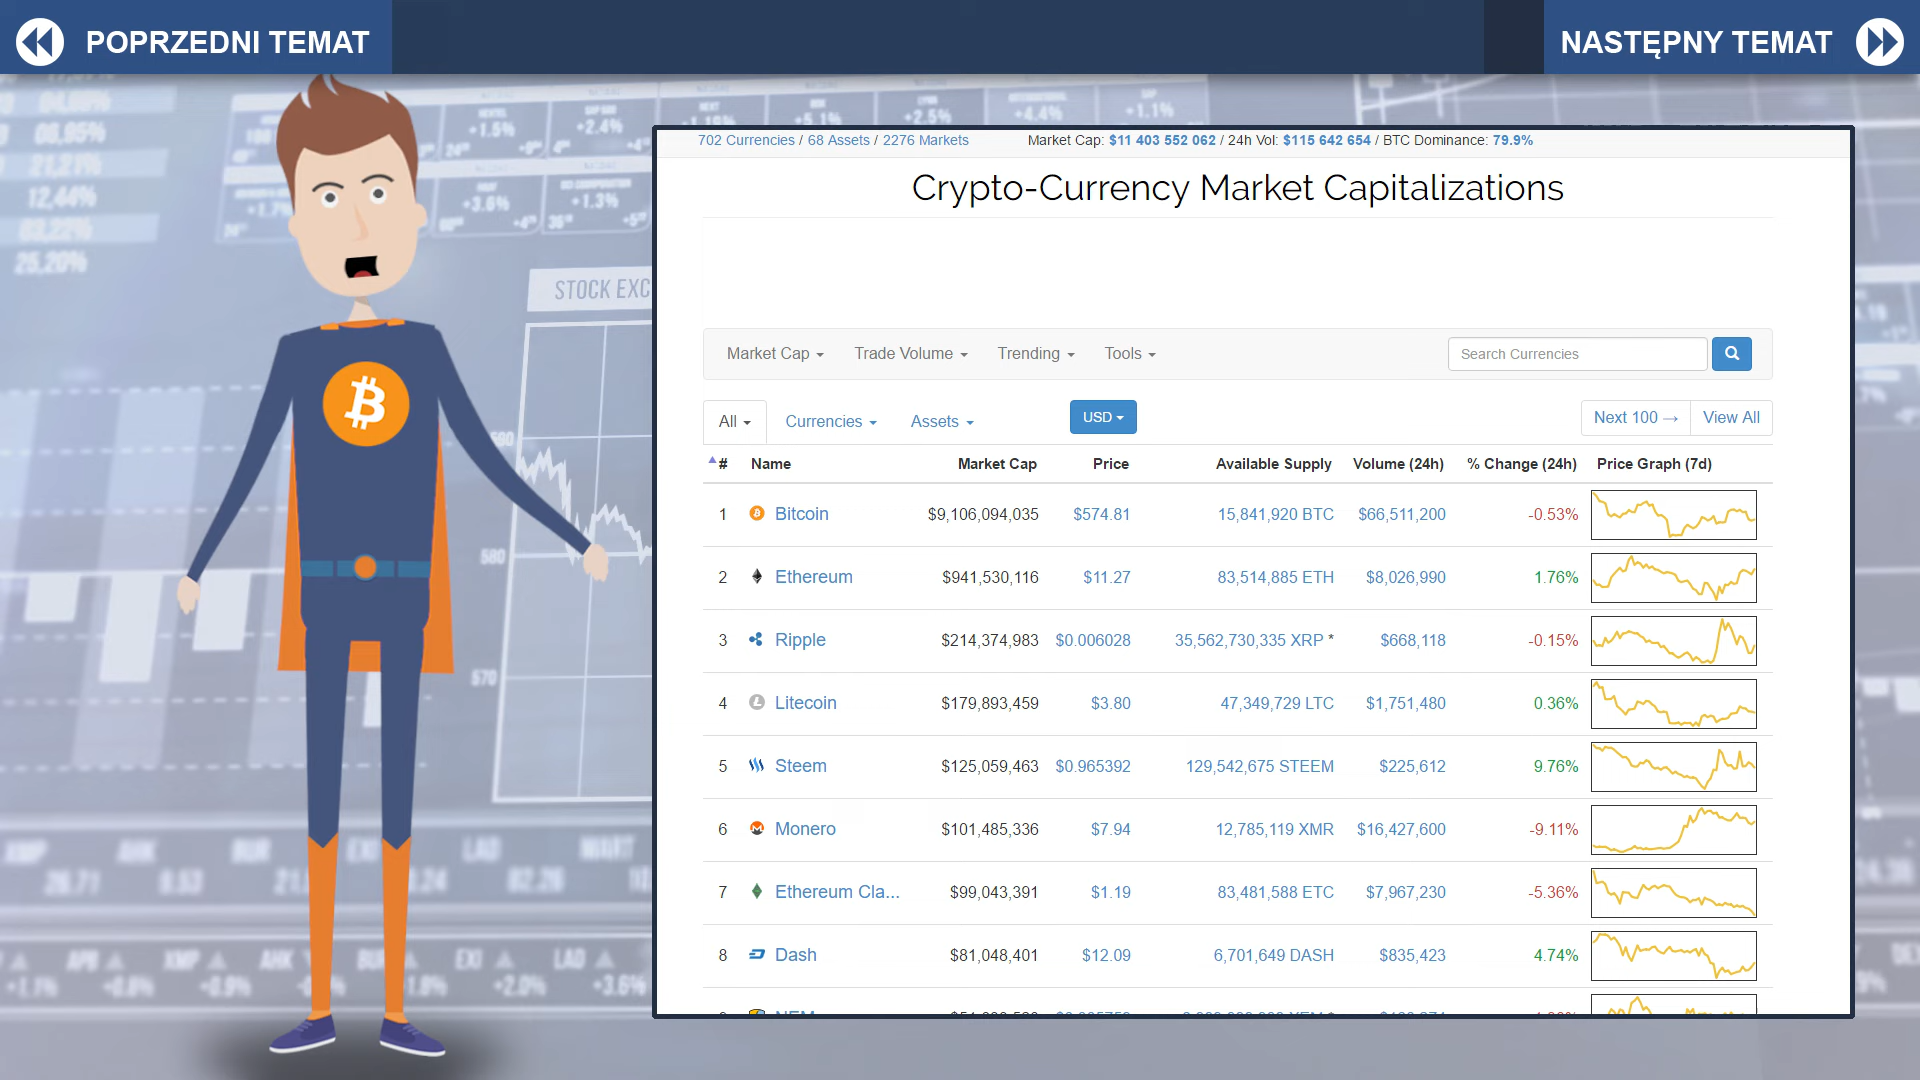 POPRZEDNI TEMAT
NASTĘPNY TEMAT
702 Currencies / 68 Assets / 2276 Markets
Market Cap: $11 403 552 062 / 24h Vol: $115 642 654 / BTC Dominance: 79.9%
Crypto-Currency Market Capitalizations
STOCK EXC
Market Cap
Trade Volume
Trending
Tools
Search Currencies
All
Currencies
Assets
USD
Next 100 →
View All
# Name Market Cap Price Available Supply Volume (24h) % Change (24h) Price Graph (7d)
1 Bitcoin $9,106,094,035 $574.81 15,841,920 BTC $66,511,200 -0.53%
2 Ethereum $941,530,116 $11.27 83,514,885 ETH $8,026,990 1.76%
3 Ripple $214,374,983 $0.006028 35,562,730,335 XRP * $668,118 -0.15%
4 Litecoin $179,893,459 $3.80 47,349,729 LTC $1,751,480 0.36%
5 Steem $125,059,463 $0.965392 129,542,675 STEEM $225,612 9.76%
6 Monero $101,485,336 $7.94 12,785,119 XMR $16,427,600 -9.11%
7 Ethereum Cla... $99,043,391 $1.19 83,481,588 ETC $7,967,230 -5.36%
8 Dash $81,048,401 $12.09 6,701,649 DASH $835,423 4.74%
580
570